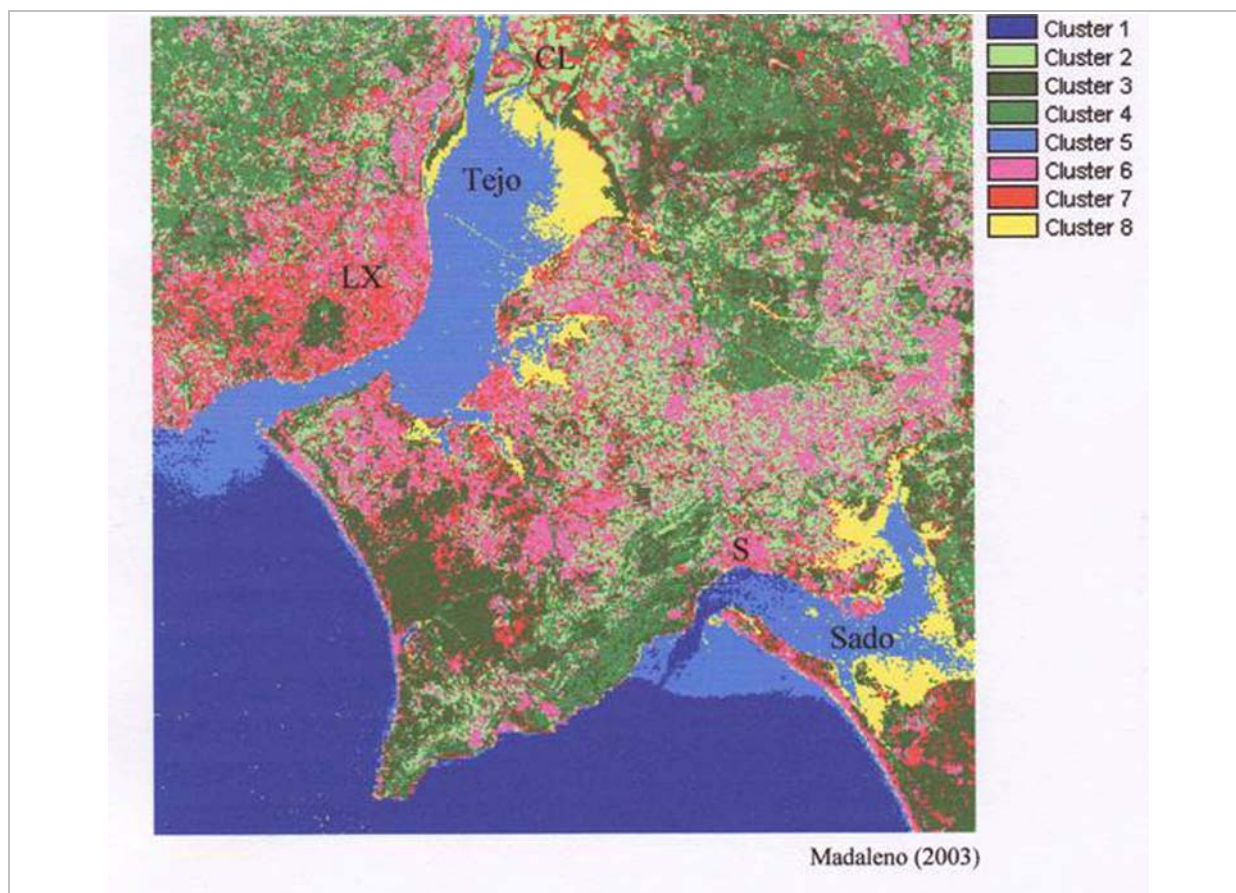 CL
Tejo
LX
S
Sado
Cluster 1
Cluster 2
Cluster 3
Cluster 4
Cluster 5
Cluster 6
Cluster 7
Cluster 8
Madaleno (2003)